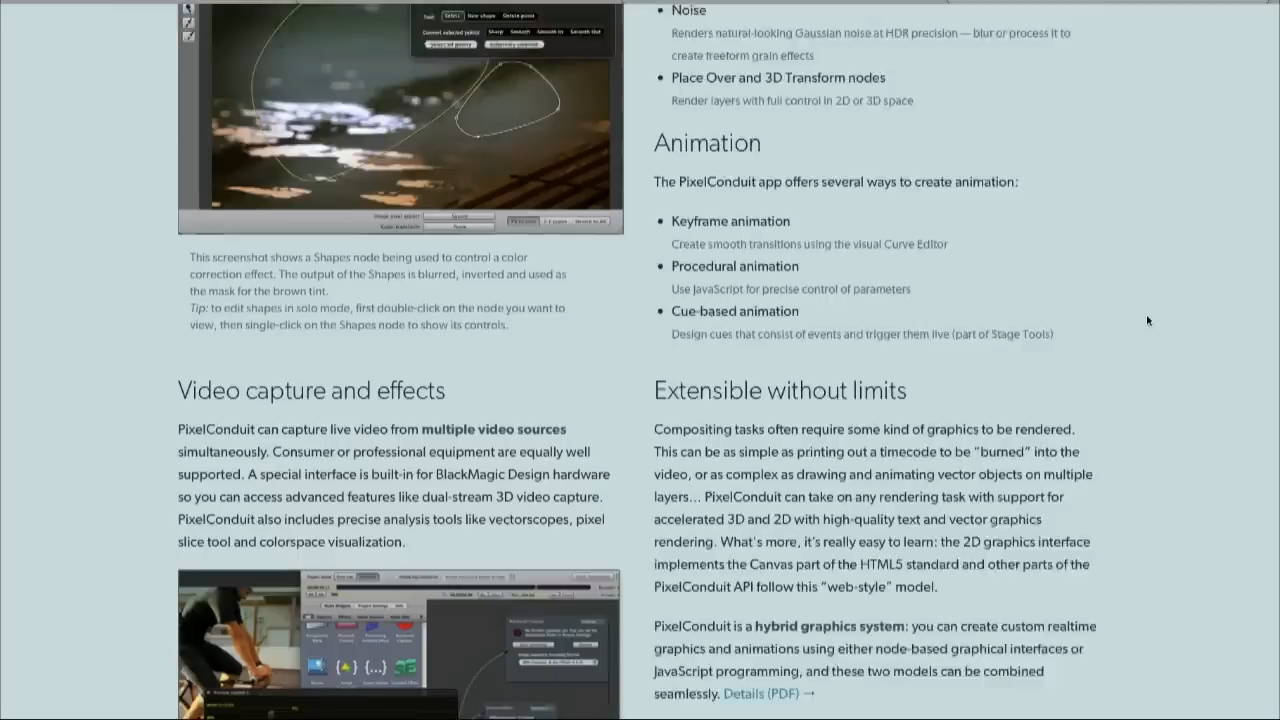 Tool: Select New shape Delete point
Convert selected points: Sharp Smooth Smooth In Smooth Out
This screenshot shows a Shapes node being used to control a color
correction effect. The output of the Shapes is blurred, inverted and used as
the mask for the brown tint.
Tip: to edit shapes in solo mode, first double-click on the node you want to
view, then single-click on the Shapes node to show its controls.
Video capture and effects
PixelConduit can capture live video from multiple video sources
simultaneously. Consumer or professional equipment are equally well
supported. A special interface is built-in for BlackMagic Design hardware
so you can access advanced features like dual-stream 3D video capture.
PixelConduit also includes precise analysis tools like vectorscopes, pixel
slice tool and colorspace visualization.
Noise
Renders natural-looking Gaussian noise at HDR precision — blur or process it to
create freeform grain effects
Place Over and 3D Transform nodes
Render layers with full control in 2D or 3D space
Animation
The PixelConduit app offers several ways to create animation:
Keyframe animation
Create smooth transitions using the visual Curve Editor
Procedural animation
Use JavaScript for precise control of parameters
Cue-based animation
Design cues that consist of events and trigger them live (part of Stage Tools)
Extensible without limits
Compositing tasks often require some kind of graphics to be rendered.
This can be as simple as printing out a timecode to be "burned" into the
video, or as complex as drawing and animating vector objects on multiple
layers... PixelConduit can take on any rendering task with support for
accelerated 3D and 2D with high-quality text and vector graphics
rendering. What's more, it's really easy to learn: the 2D graphics interface
implements the Canvas part of the HTML5 standard and other parts of the
PixelConduit API follow this "web-style" model.
PixelConduit is a hybrid graphics system: you can create custom realtime
graphics and animations using either node-based graphical interfaces or
JavaScript programming, and these two models can be combined
seamlessly. Details (PDF) →